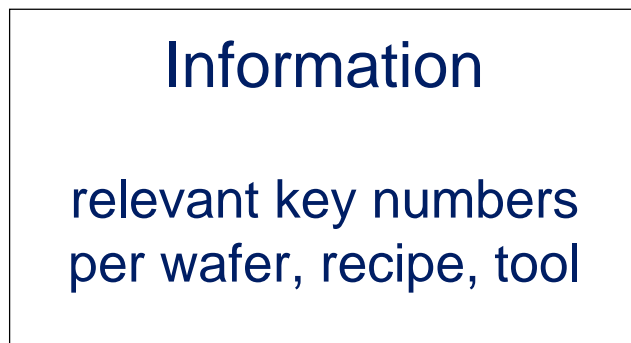 Information
relevant key numbers
per wafer, recipe, tool